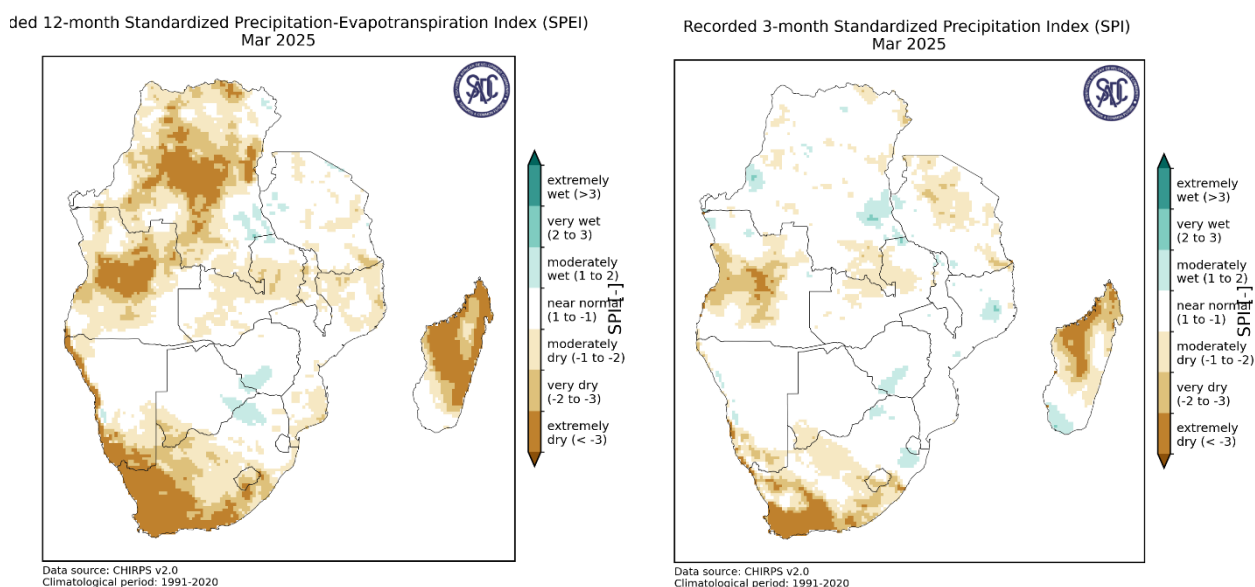 ded 12-month Standardized Precipitation-Evapotranspiration Index (SPEI)
Mar 2025
SADC
extremely
wet (>3)
very wet
(2 to 3)
moderately
wet (1 to 2)
near normal
(1 to -1)
moderately
dry (-1 to -2)
very dry
(-2 to -3)
extremely
dry (< -3)
SPEI [-]
Data source: CHIRPS v2.0
Climatological period: 1991-2020
Recorded 3-month Standardized Precipitation Index (SPI)
Mar 2025
SADC
extremely
wet (>3)
very wet
(2 to 3)
moderately
wet (1 to 2)
near normal
(1 to -1)
moderately
dry (-1 to -2)
very dry
(-2 to -3)
extremely
dry (< -3)
Data source: CHIRPS v2.0
Climatological period: 1991-2020